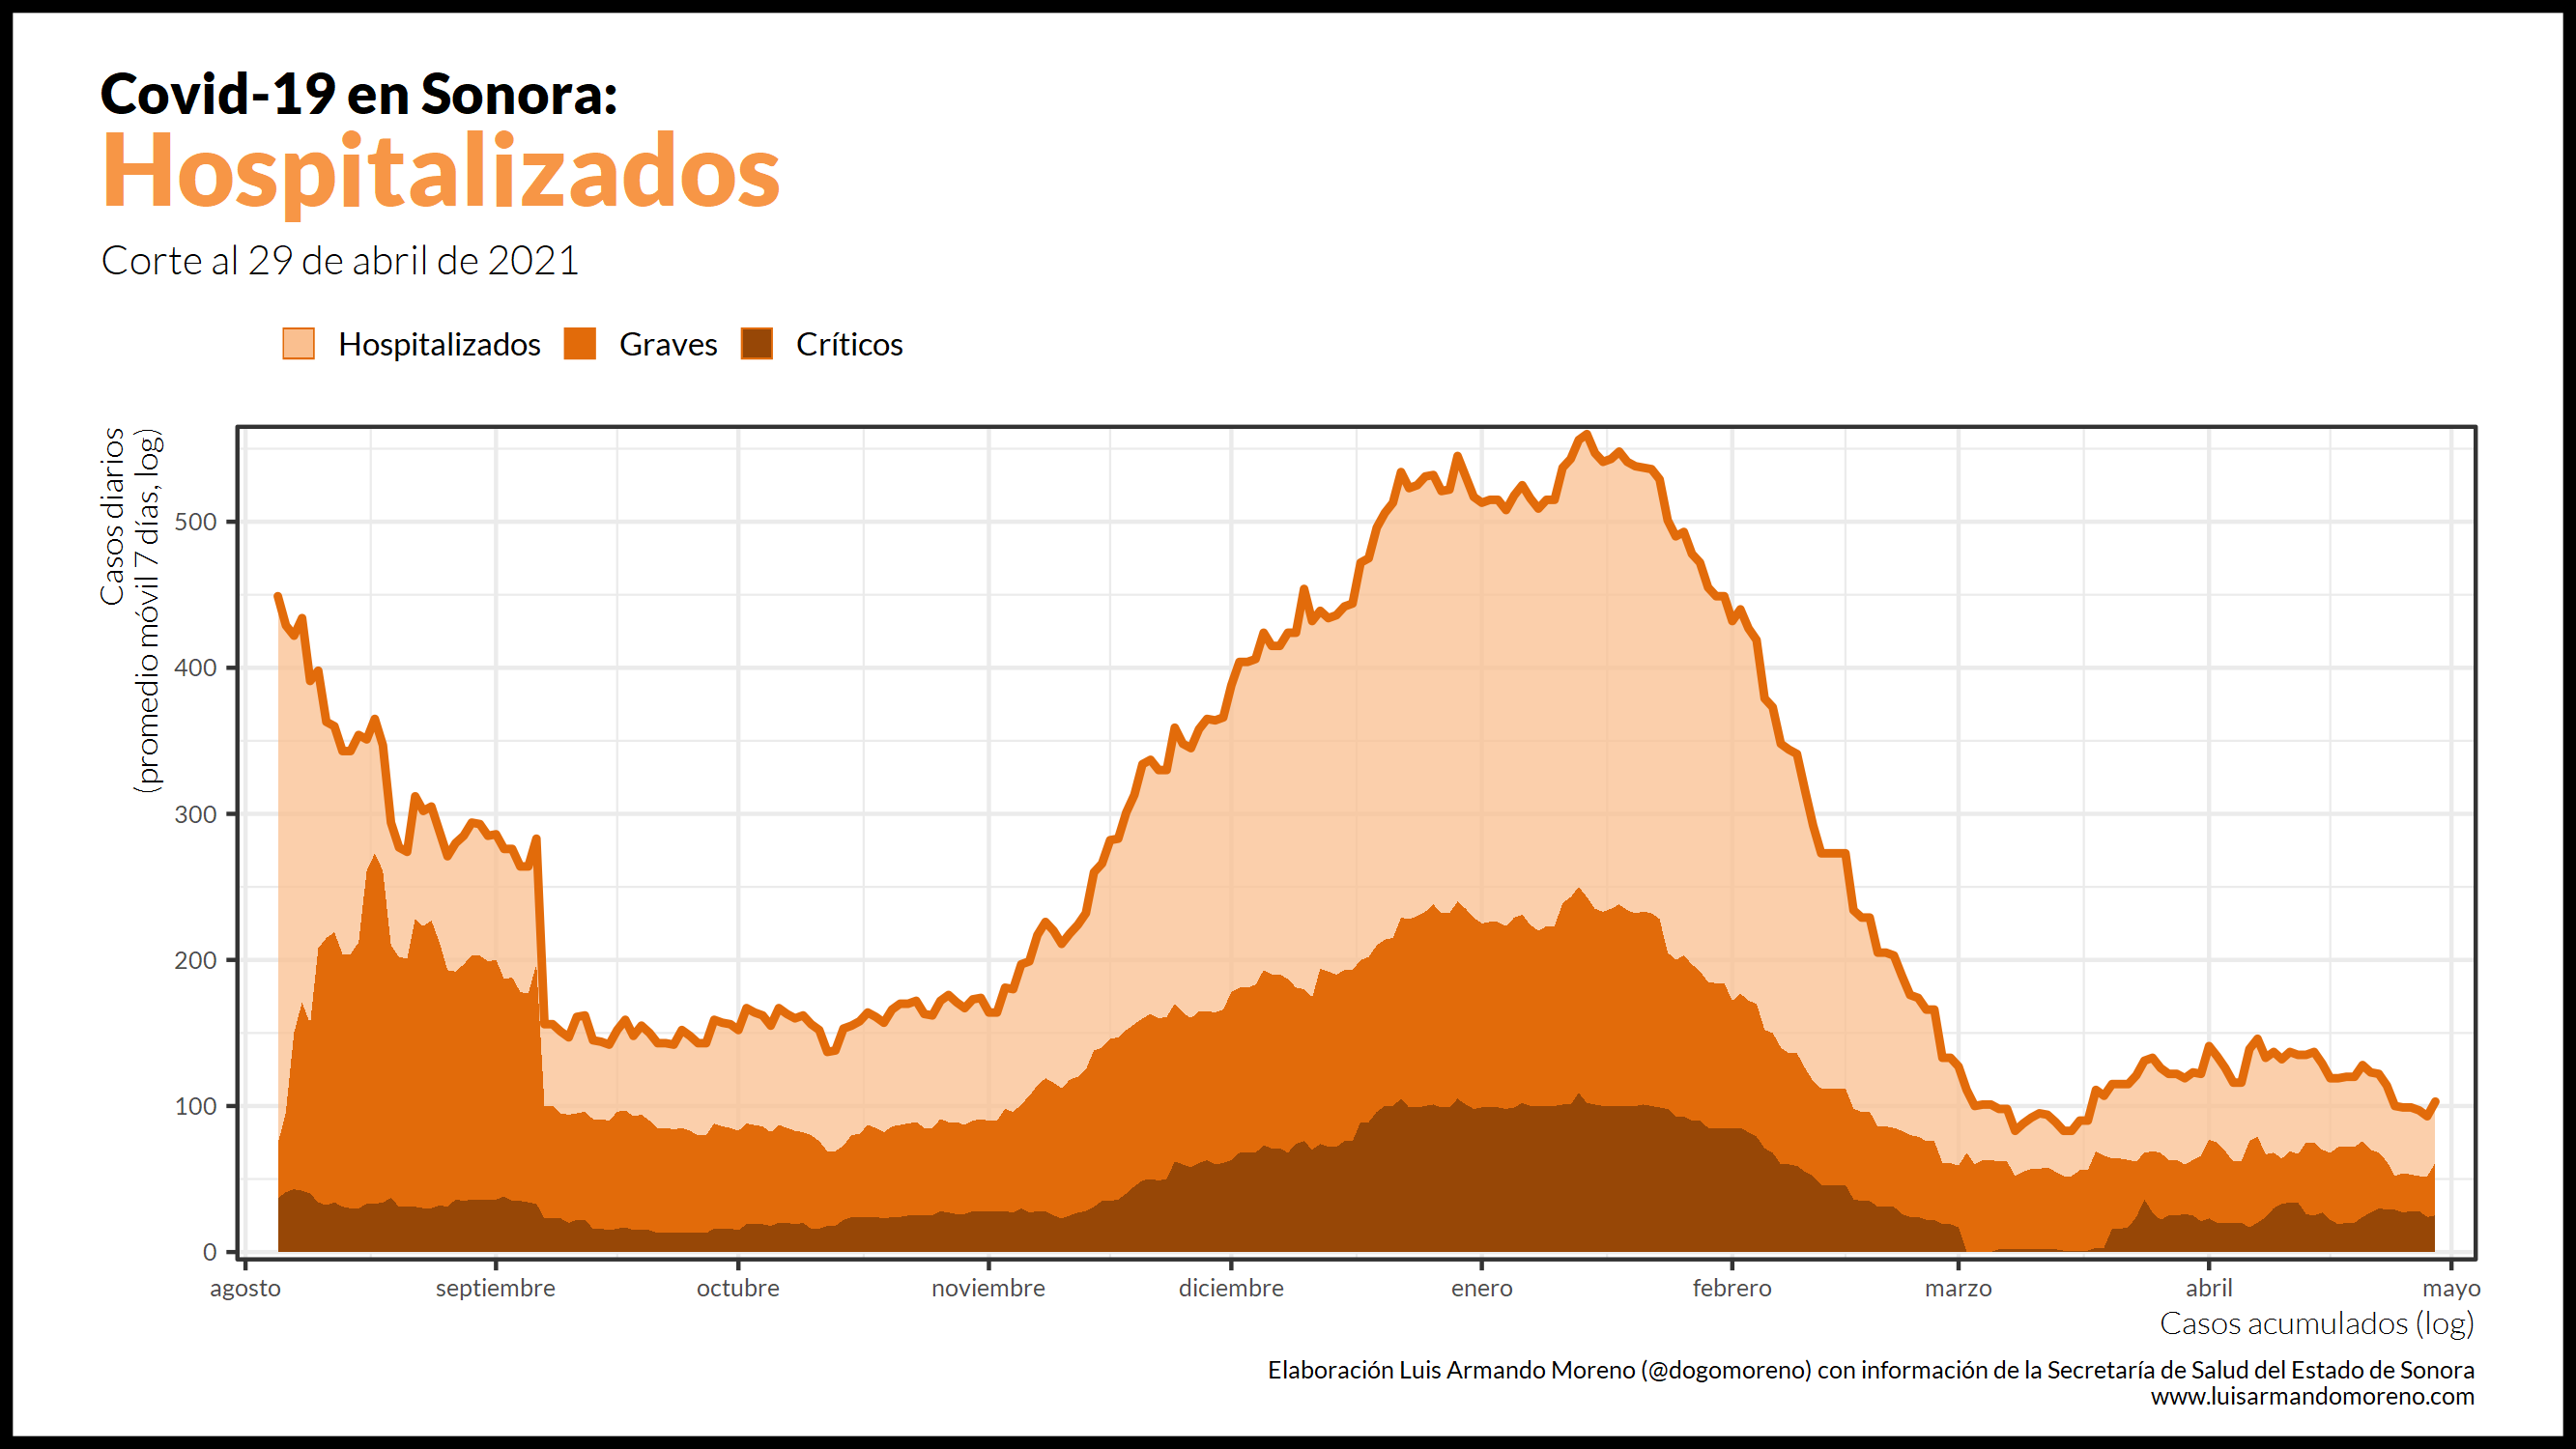 Covid-19 en Sonora:
Hospitalizados
Corte al 29 de abril de 2021
Hospitalizados
Graves
Críticos
Casos diarios
(promedio móvil 7 días, log)
500
400
300
200
100
0
agosto
septiembre
octubre
noviembre
diciembre
enero
febrero
marzo
abril
mayo
Casos acumulados (log)
Elaboración Luis Armando Moreno (@dogomoreno) con información de la Secretaría de Salud del Estado de Sonora
www.luisarmandomoreno.com